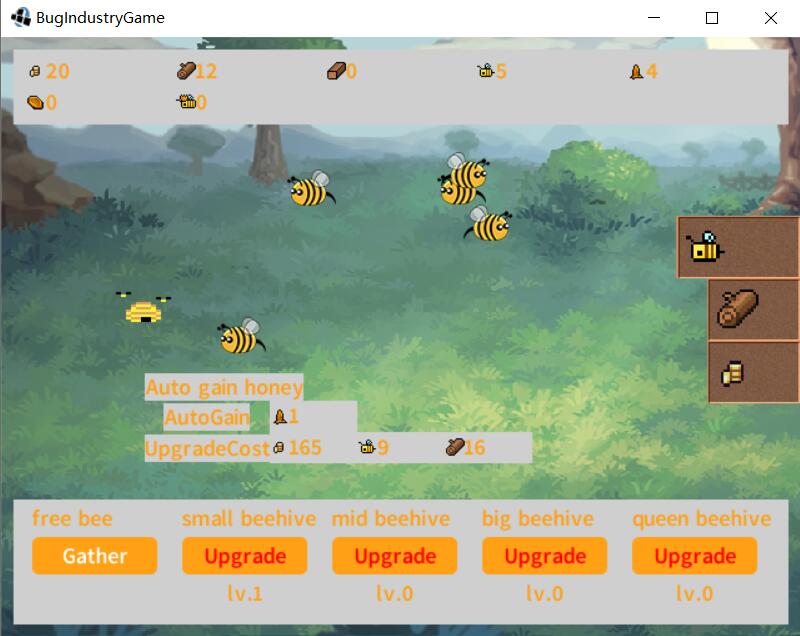 BugIndustryGame
20 12 0 5 4
0 0
Auto gain honey
AutoGain 1
UpgradeCost 165 9 16
free bee small beehive mid beehive big beehive queen beehive
Gather Upgrade Upgrade Upgrade Upgrade
lv.1 lv.0 lv.0 lv.0